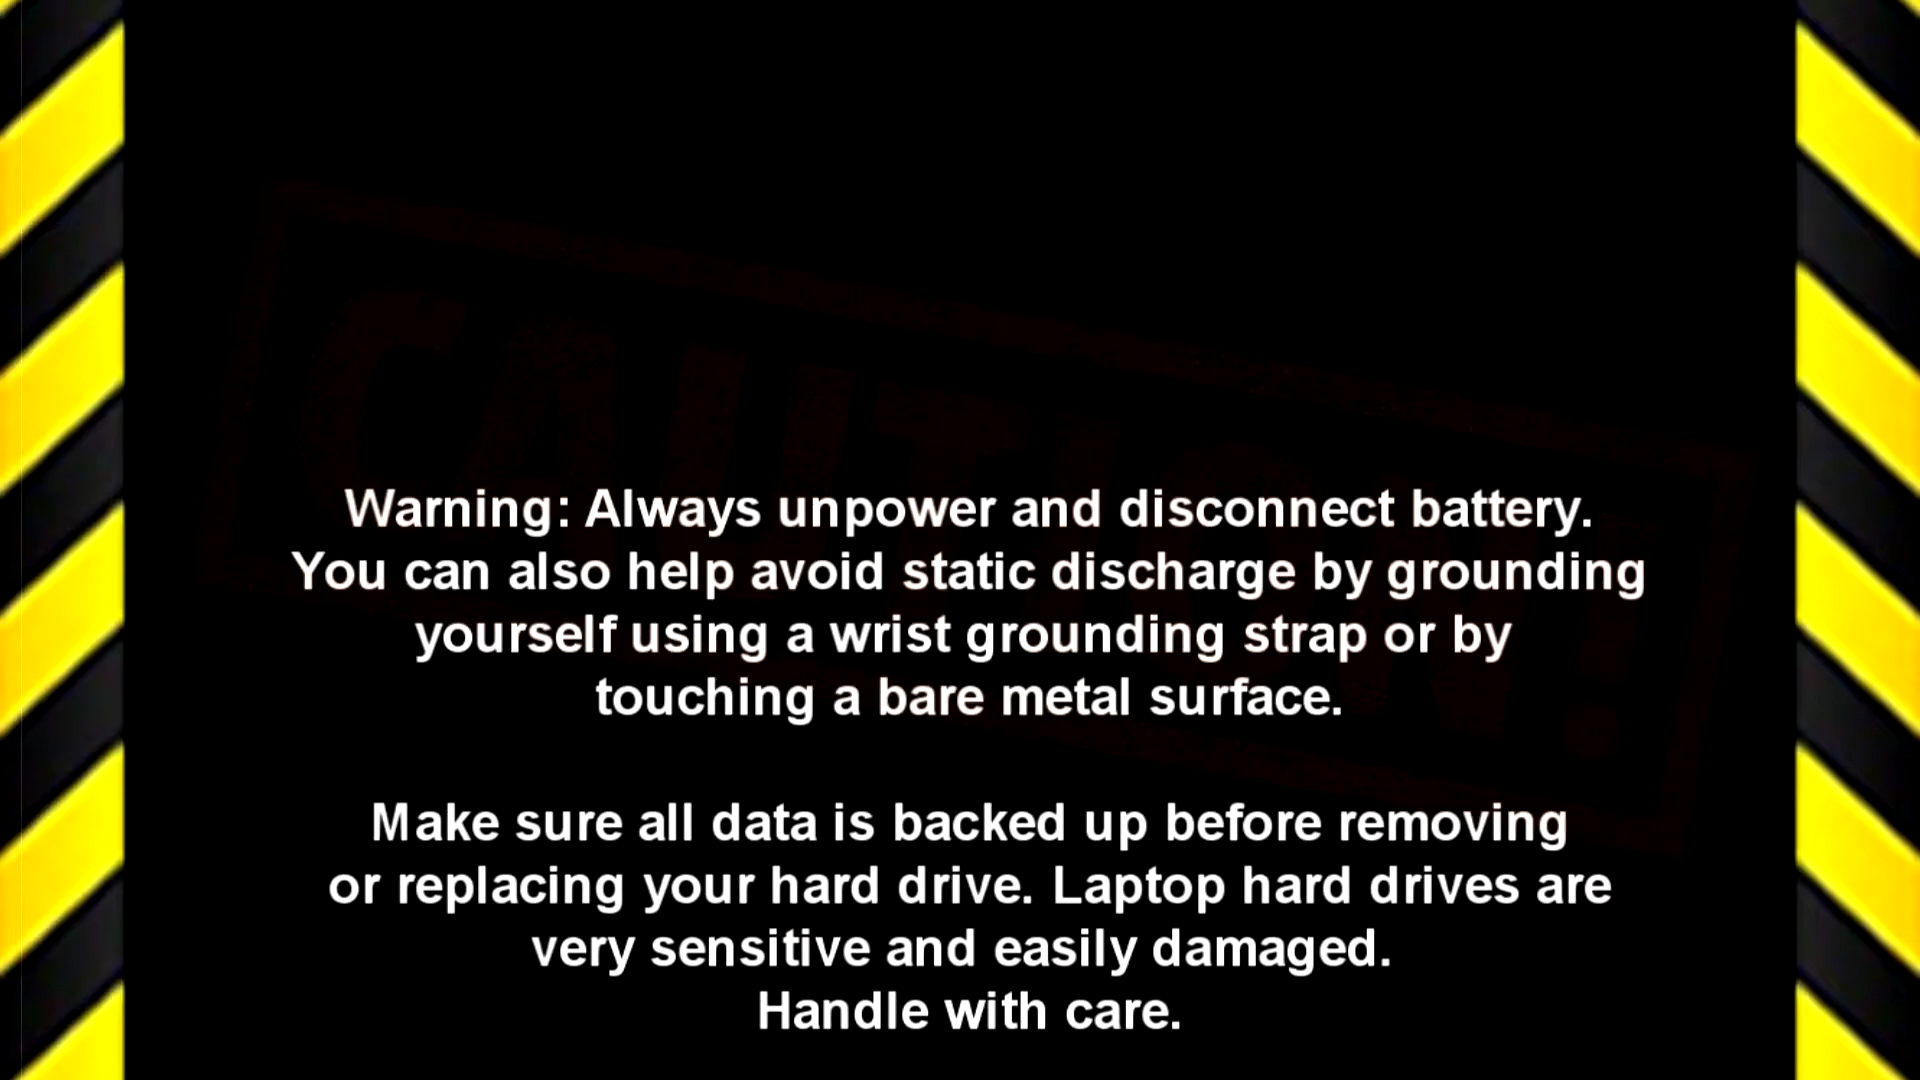 CAUTION!
Warning: Always unpower and disconnect battery.
You can also help avoid static discharge by grounding
yourself using a wrist grounding strap or by
touching a bare metal surface.
Make sure all data is backed up before removing
or replacing your hard drive. Laptop hard drives are
very sensitive and easily damaged.
Handle with care.